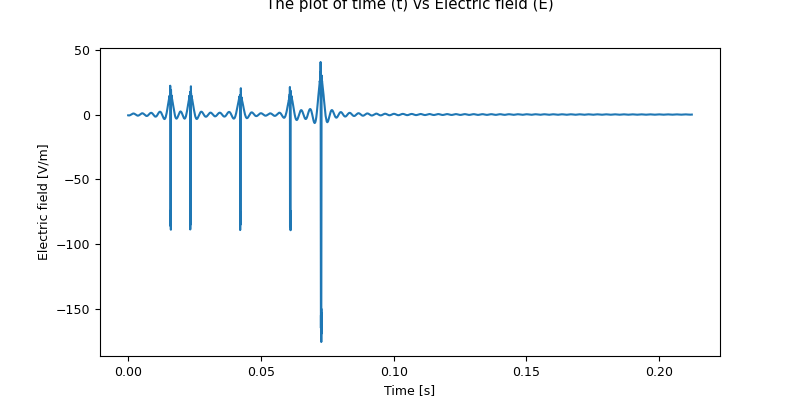 The plot of time (t) vs Electric field (E)
50
0
−50
−100
−150
Electric field [V/m]
0.00 0.05 0.10 0.15 0.20
Time [s]